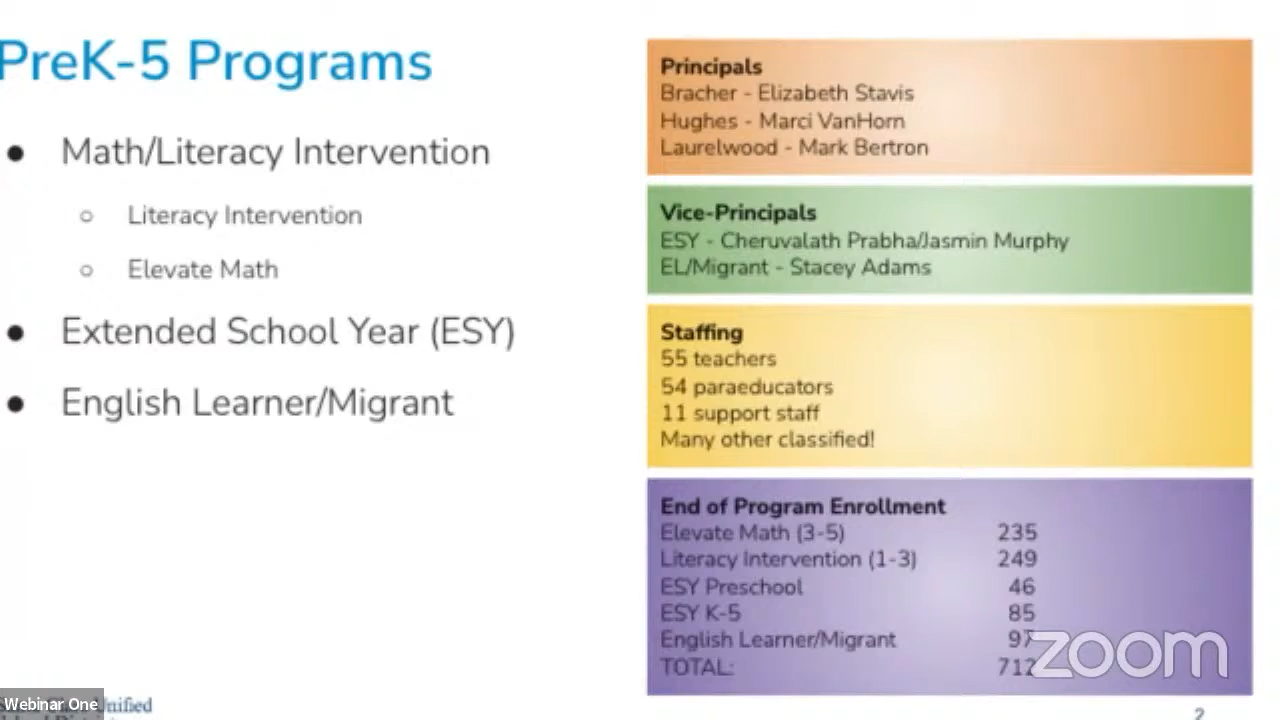 PreK-5 Programs
● Math/Literacy Intervention
○ Literacy Intervention
○ Elevate Math
● Extended School Year (ESY)
● English Learner/Migrant
Principals
Bracher - Elizabeth Stavis
Hughes - Marci VanHorn
Laurelwood - Mark Bertron
Vice-Principals
ESY - Cheruvalath Prabha/Jasmin Murphy
EL/Migrant - Stacey Adams
Staffing
55 teachers
54 paraeducators
11 support staff
Many other classified!
End of Program Enrollment
Elevate Math (3-5) 235
Literacy Intervention (1-3) 249
ESY Preschool 46
ESY K-5 85
English Learner/Migrant 97
TOTAL: 712
zoom
Webinar One
Unified
2